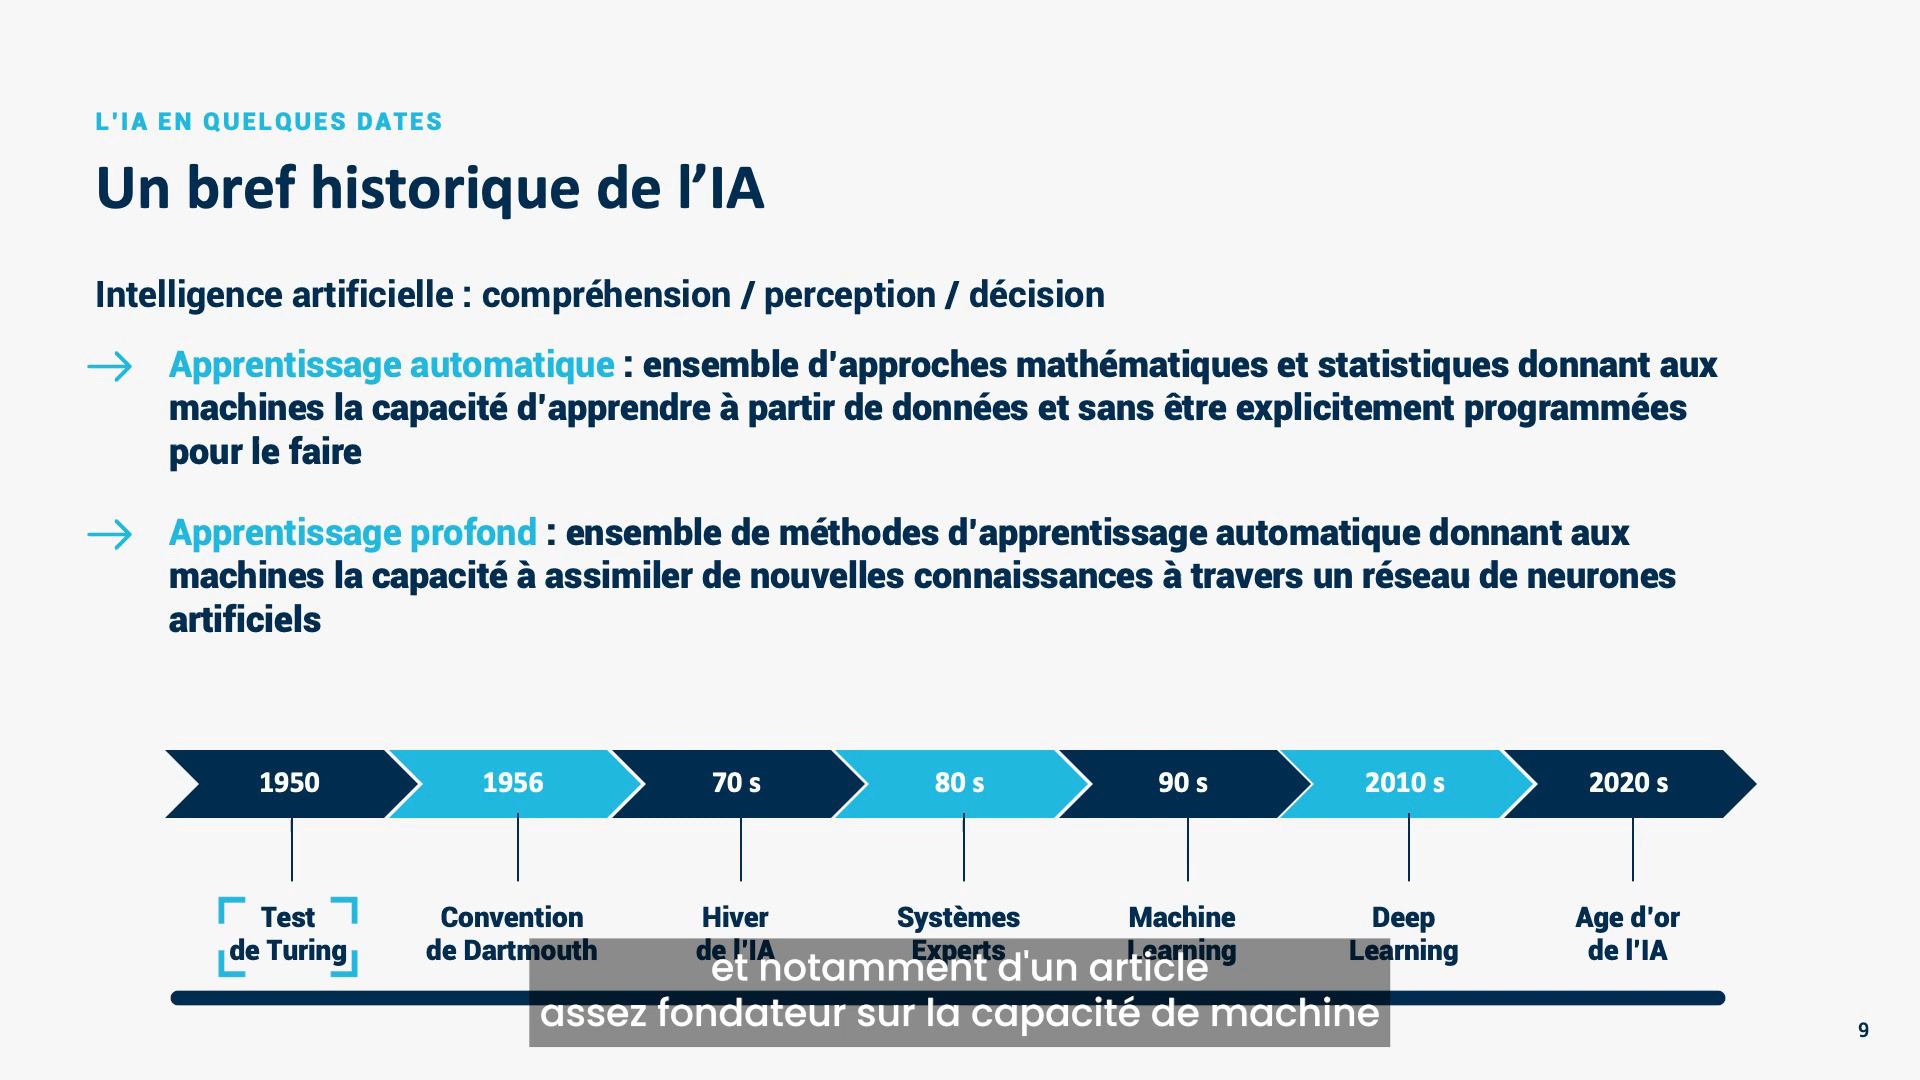 L'IA EN QUELQUES DATES
Un bref historique de l’IA
Intelligence artificielle : compréhension / perception / décision
Apprentissage automatique : ensemble d'approches mathématiques et statistiques donnant aux
machines la capacité d'apprendre à partir de données et sans être explicitement programmées
pour le faire
Apprentissage profond : ensemble de méthodes d'apprentissage automatique donnant aux
machines la capacité à assimiler de nouvelles connaissances à travers un réseau de neurones
artificiels
1950 1956 70 s 80 s 90 s 2010 s 2020 s
Test
de Turing
Convention
de Dartmouth
Hiver
de l'IA
Systèmes
Experts
Machine
Learning
Deep
Learning
Age d'or
de l'IA
et notamment d'un article
assez fondateur sur la capacité de machine
9